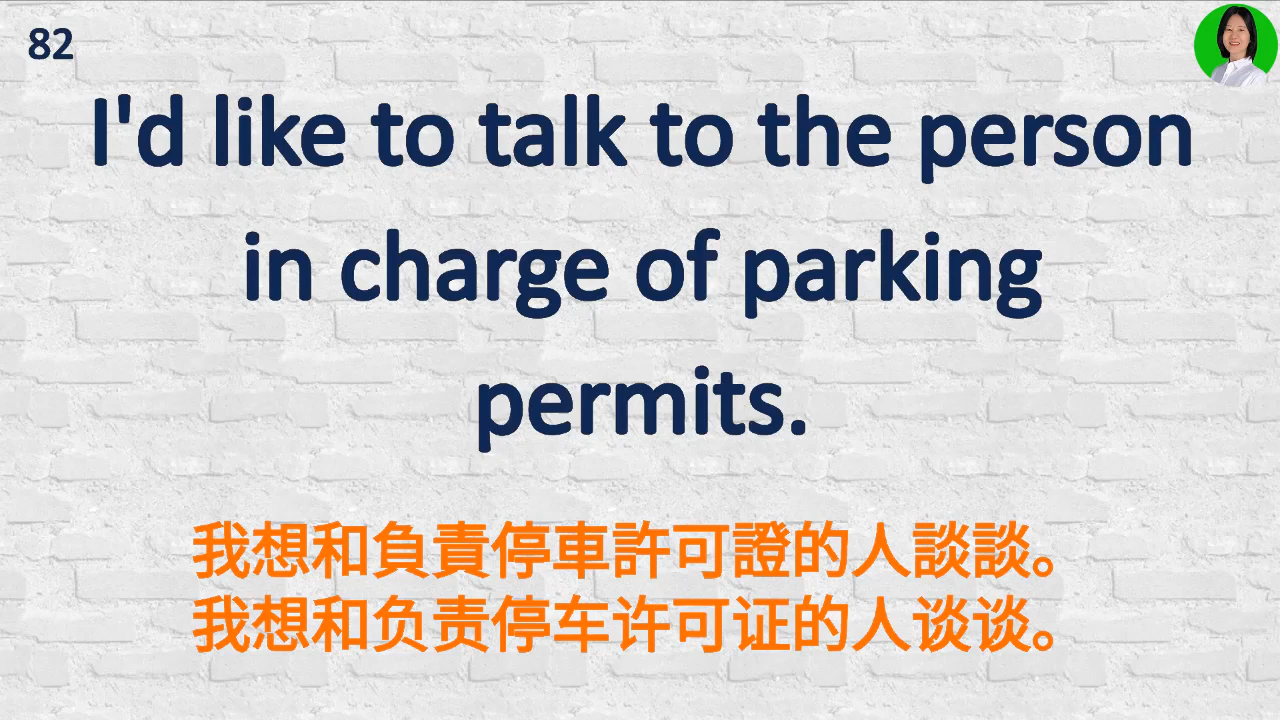 82
I'd like to talk to the person
in charge of parking
permits.
我想和負責停車許可證的人談談。
我想和负责停车许可证的人谈谈。